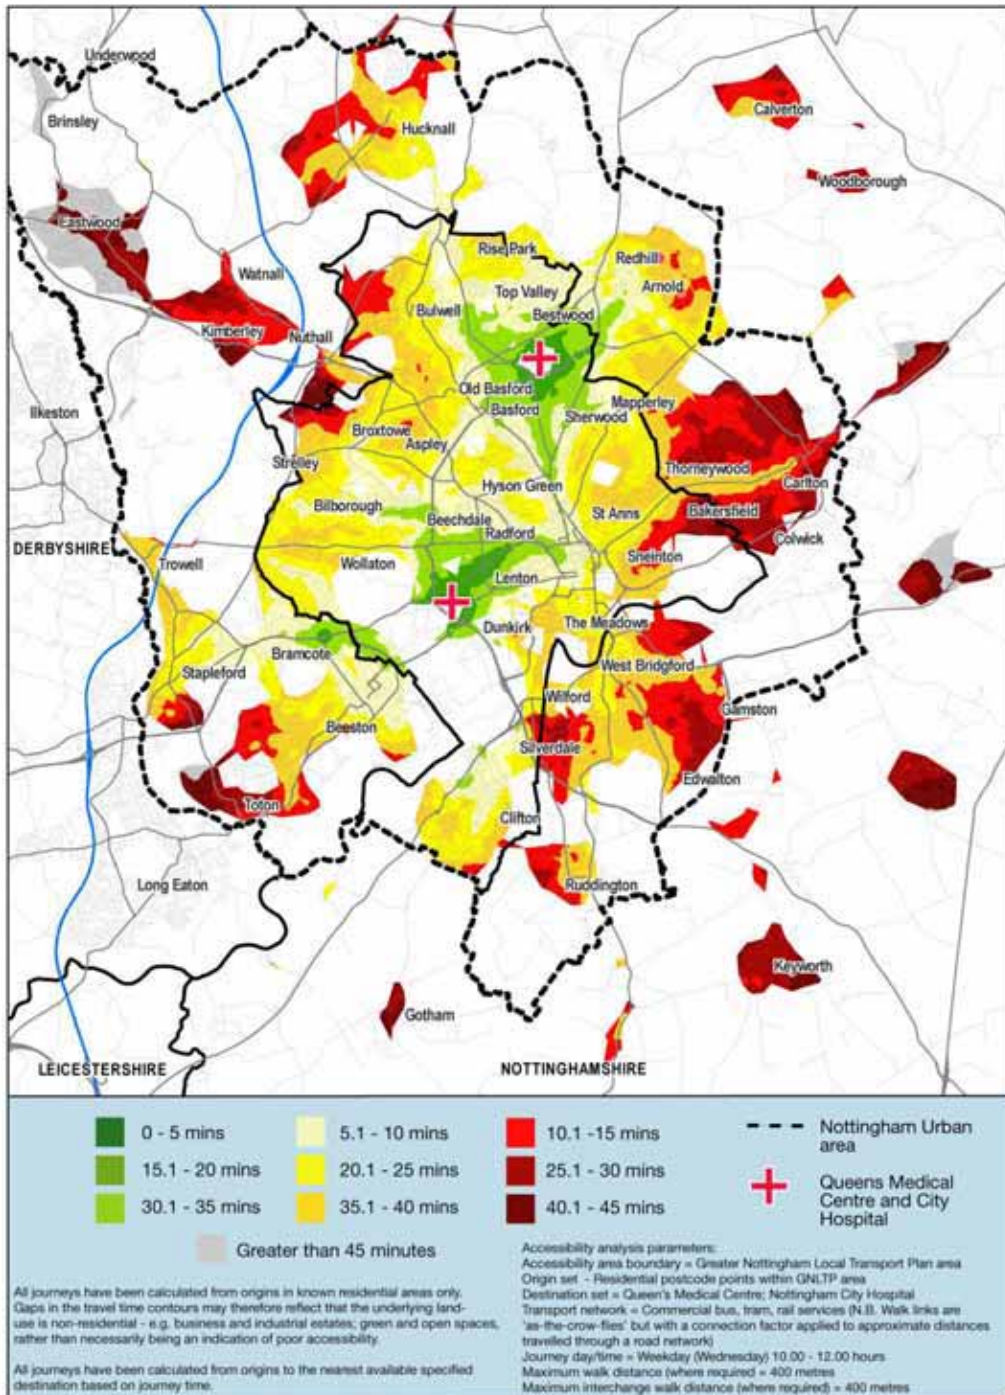 Underwood
Brinsley
Hucknall
Calverton
Woodborough
Eastwood
Watnall
Rise Park
Redhill
Top Valley
Arnold
Bulwell
Bestwood
Kimberley
Nuthall
Old Basford
Ilkeston
Basford
Mapperley
Sherwood
Broxtowe
Aspley
Strelley
Thorneywood
Carlton
Hyson Green
Bilborough
St Anns
Bakersfield
Beechdale
Radford
Colwick
DERBYSHIRE
Trowell
Wollaton
Sneinton
Lenton
Dunkirk
The Meadows
Bramcote
Stapleford
West Bridgford
Wilford
Gamston
Beeston
Silverdale
Edwalton
Toton
Clifton
Long Eaton
Ruddington
Keyworth
Gotham
LEICESTERSHIRE
NOTTINGHAMSHIRE
0 - 5 mins
5.1 - 10 mins
10.1 -15 mins
Nottingham Urban
area
15.1 - 20 mins
20.1 - 25 mins
25.1 - 30 mins
Queens Medical
Centre and City
Hospital
30.1 - 35 mins
35.1 - 40 mins
40.1 - 45 mins
Greater than 45 minutes
All journeys have been calculated from origins in known residential areas only.
Gaps in the travel time contours may therefore reflect that the underlying land-
use is non-residential - e.g. business and industrial estates; green and open spaces,
rather than necessarily being an indication of poor accessibility.
All journeys have been calculated from origins to the nearest available specified
destination based on journey time.
Accessibility analysis parameters:
Accessibility area boundary = Greater Nottingham Local Transport Plan area
Origin set - Residential postcode points within GNLTP area
Destination set = Queen's Medical Centre; Nottingham City Hospital
Transport network = Commercial bus, tram, rail services (N.B. Walk links are
'as-the-crow-flies' but with a connection factor applied to approximate distances
travelled through a road network)
Journey day/time = Weekday (Wednesday) 10.00 - 12.00 hours
Maximum walk distance (where required) = 400 metres
Maximum interchange walk distance (where required) = 400 metres